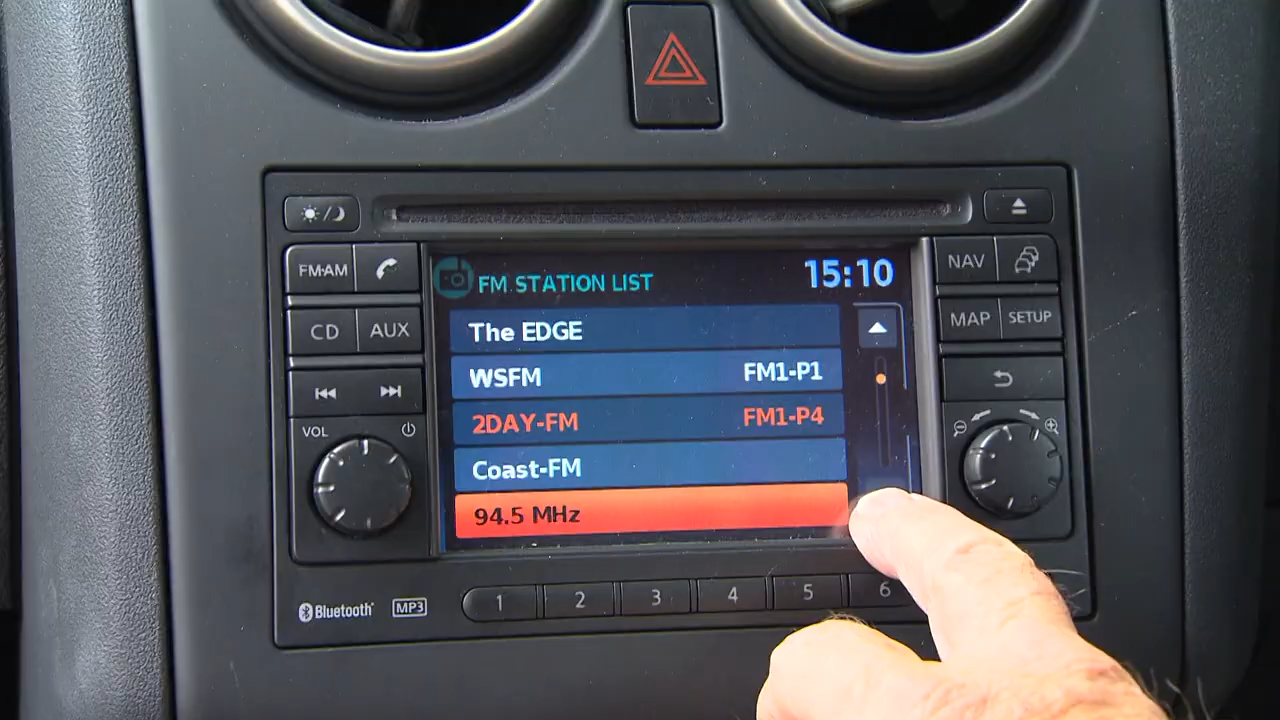 FM·AM
CD AUX
VOL
FM STATION LIST 15:10
The EDGE
WSFM FM1-P1
2DAY-FM FM1-P4
Coast-FM
94.5 MHz
NAV
MAP SETUP
Bluetooth MP3
1 2 3 4 5 6